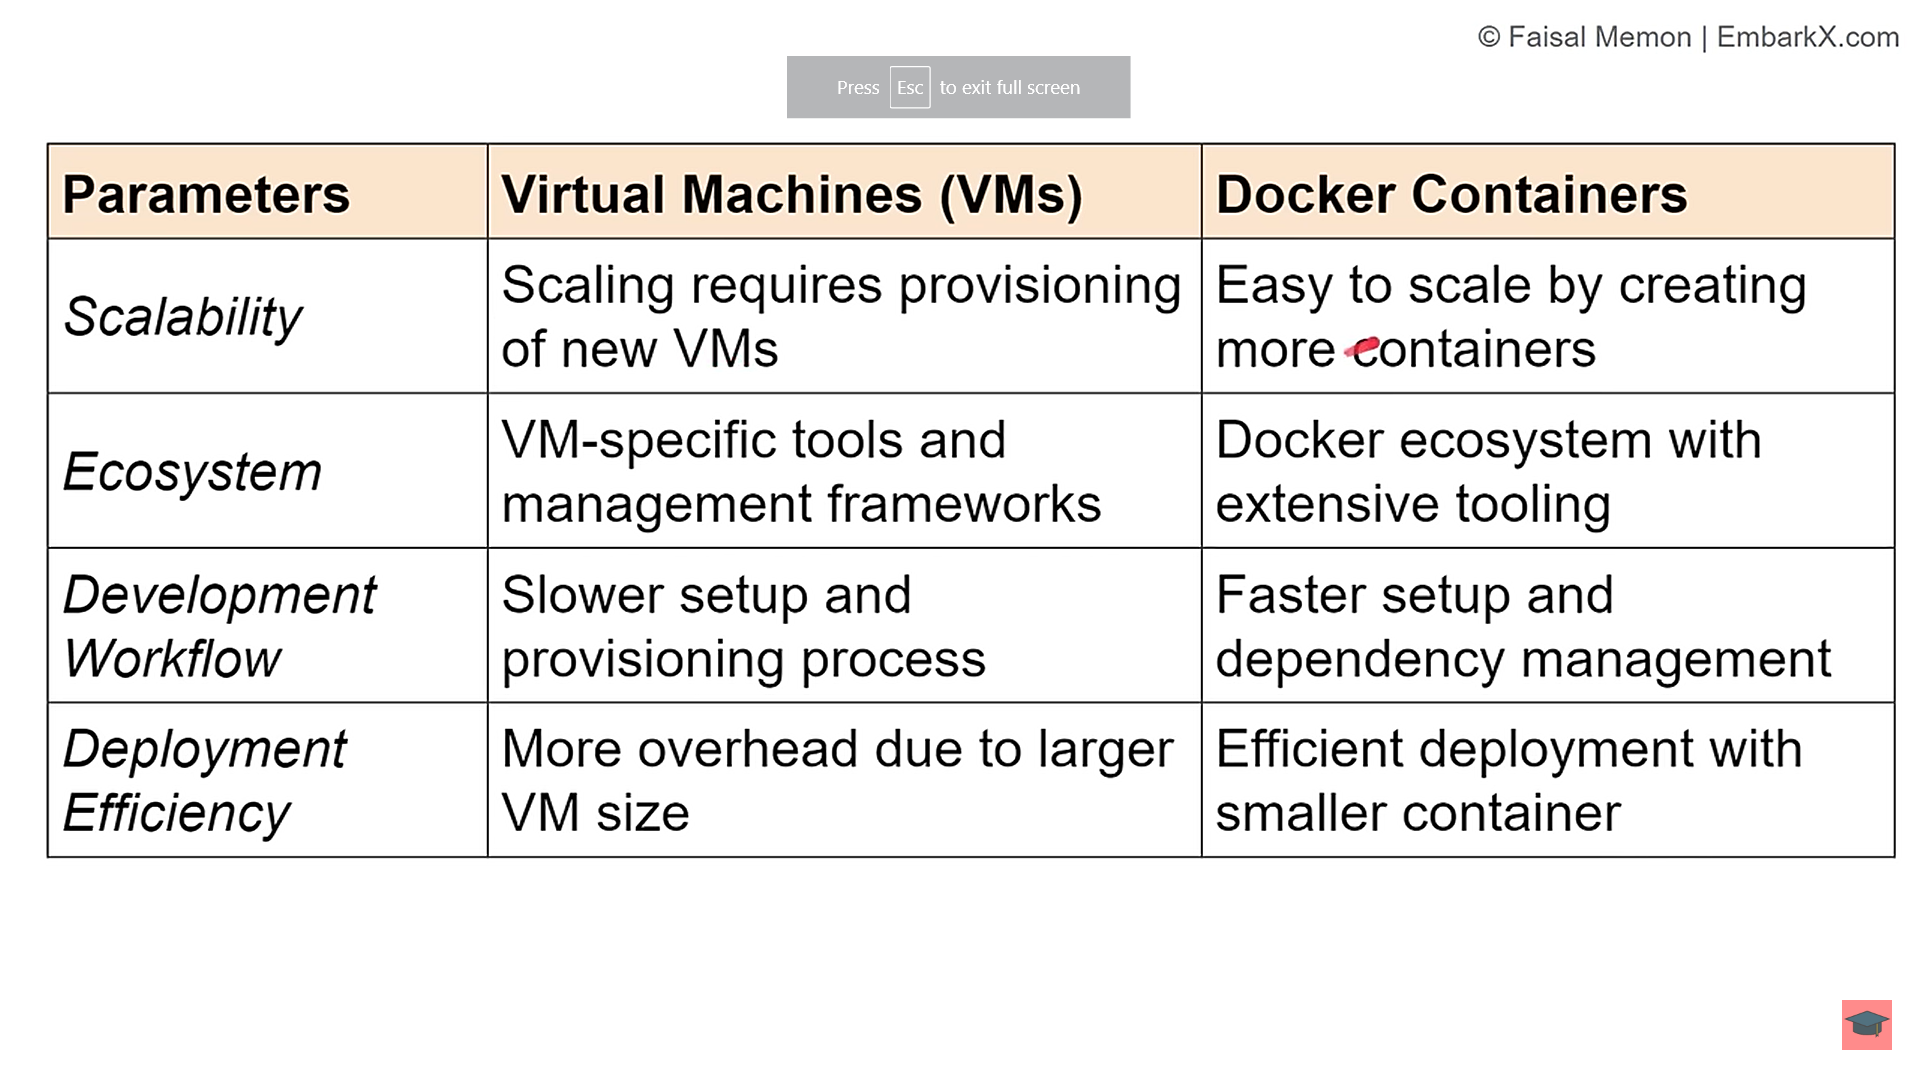 © Faisal Memon | EmbarkX.com
Press Esc to exit full screen
Parameters
Virtual Machines (VMs)
Docker Containers
Scalability
Scaling requires provisioning
of new VMs
Easy to scale by creating
more containers
Ecosystem
VM-specific tools and
management frameworks
Docker ecosystem with
extensive tooling
Development
Workflow
Slower setup and
provisioning process
Faster setup and
dependency management
Deployment
Efficiency
More overhead due to larger
VM size
Efficient deployment with
smaller container